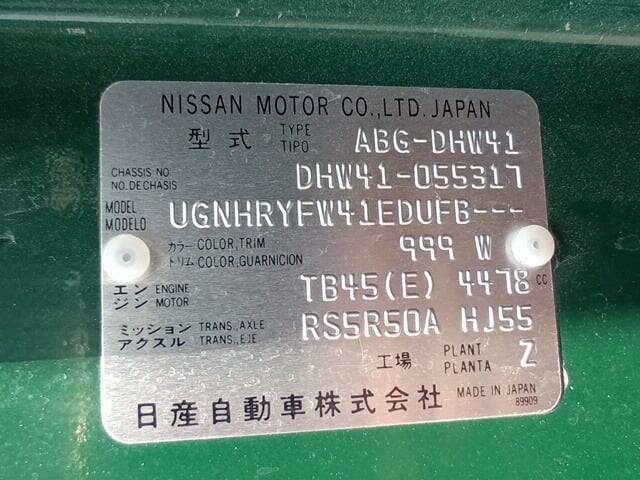 NISSAN MOTOR CO.,LTD. JAPAN
型式 TYPE TIPO ABG-DHW41
CHASSIS NO. NO. DE CHASIS DHW41-055317
MODEL MODELO UGNHRYFW41EDUFB---
カラー COLOR, TRIM トリム COLOR, GUARNICION 999 W
エンジン ENGINE MOTOR TB45(E) 4478 CC
ミッション アクスル TRANS., AXLE TRANS., EJE RS5R50A HJ55
工場 PLANT PLANTA Z
日産自動車株式会社 MADE IN JAPAN
89909